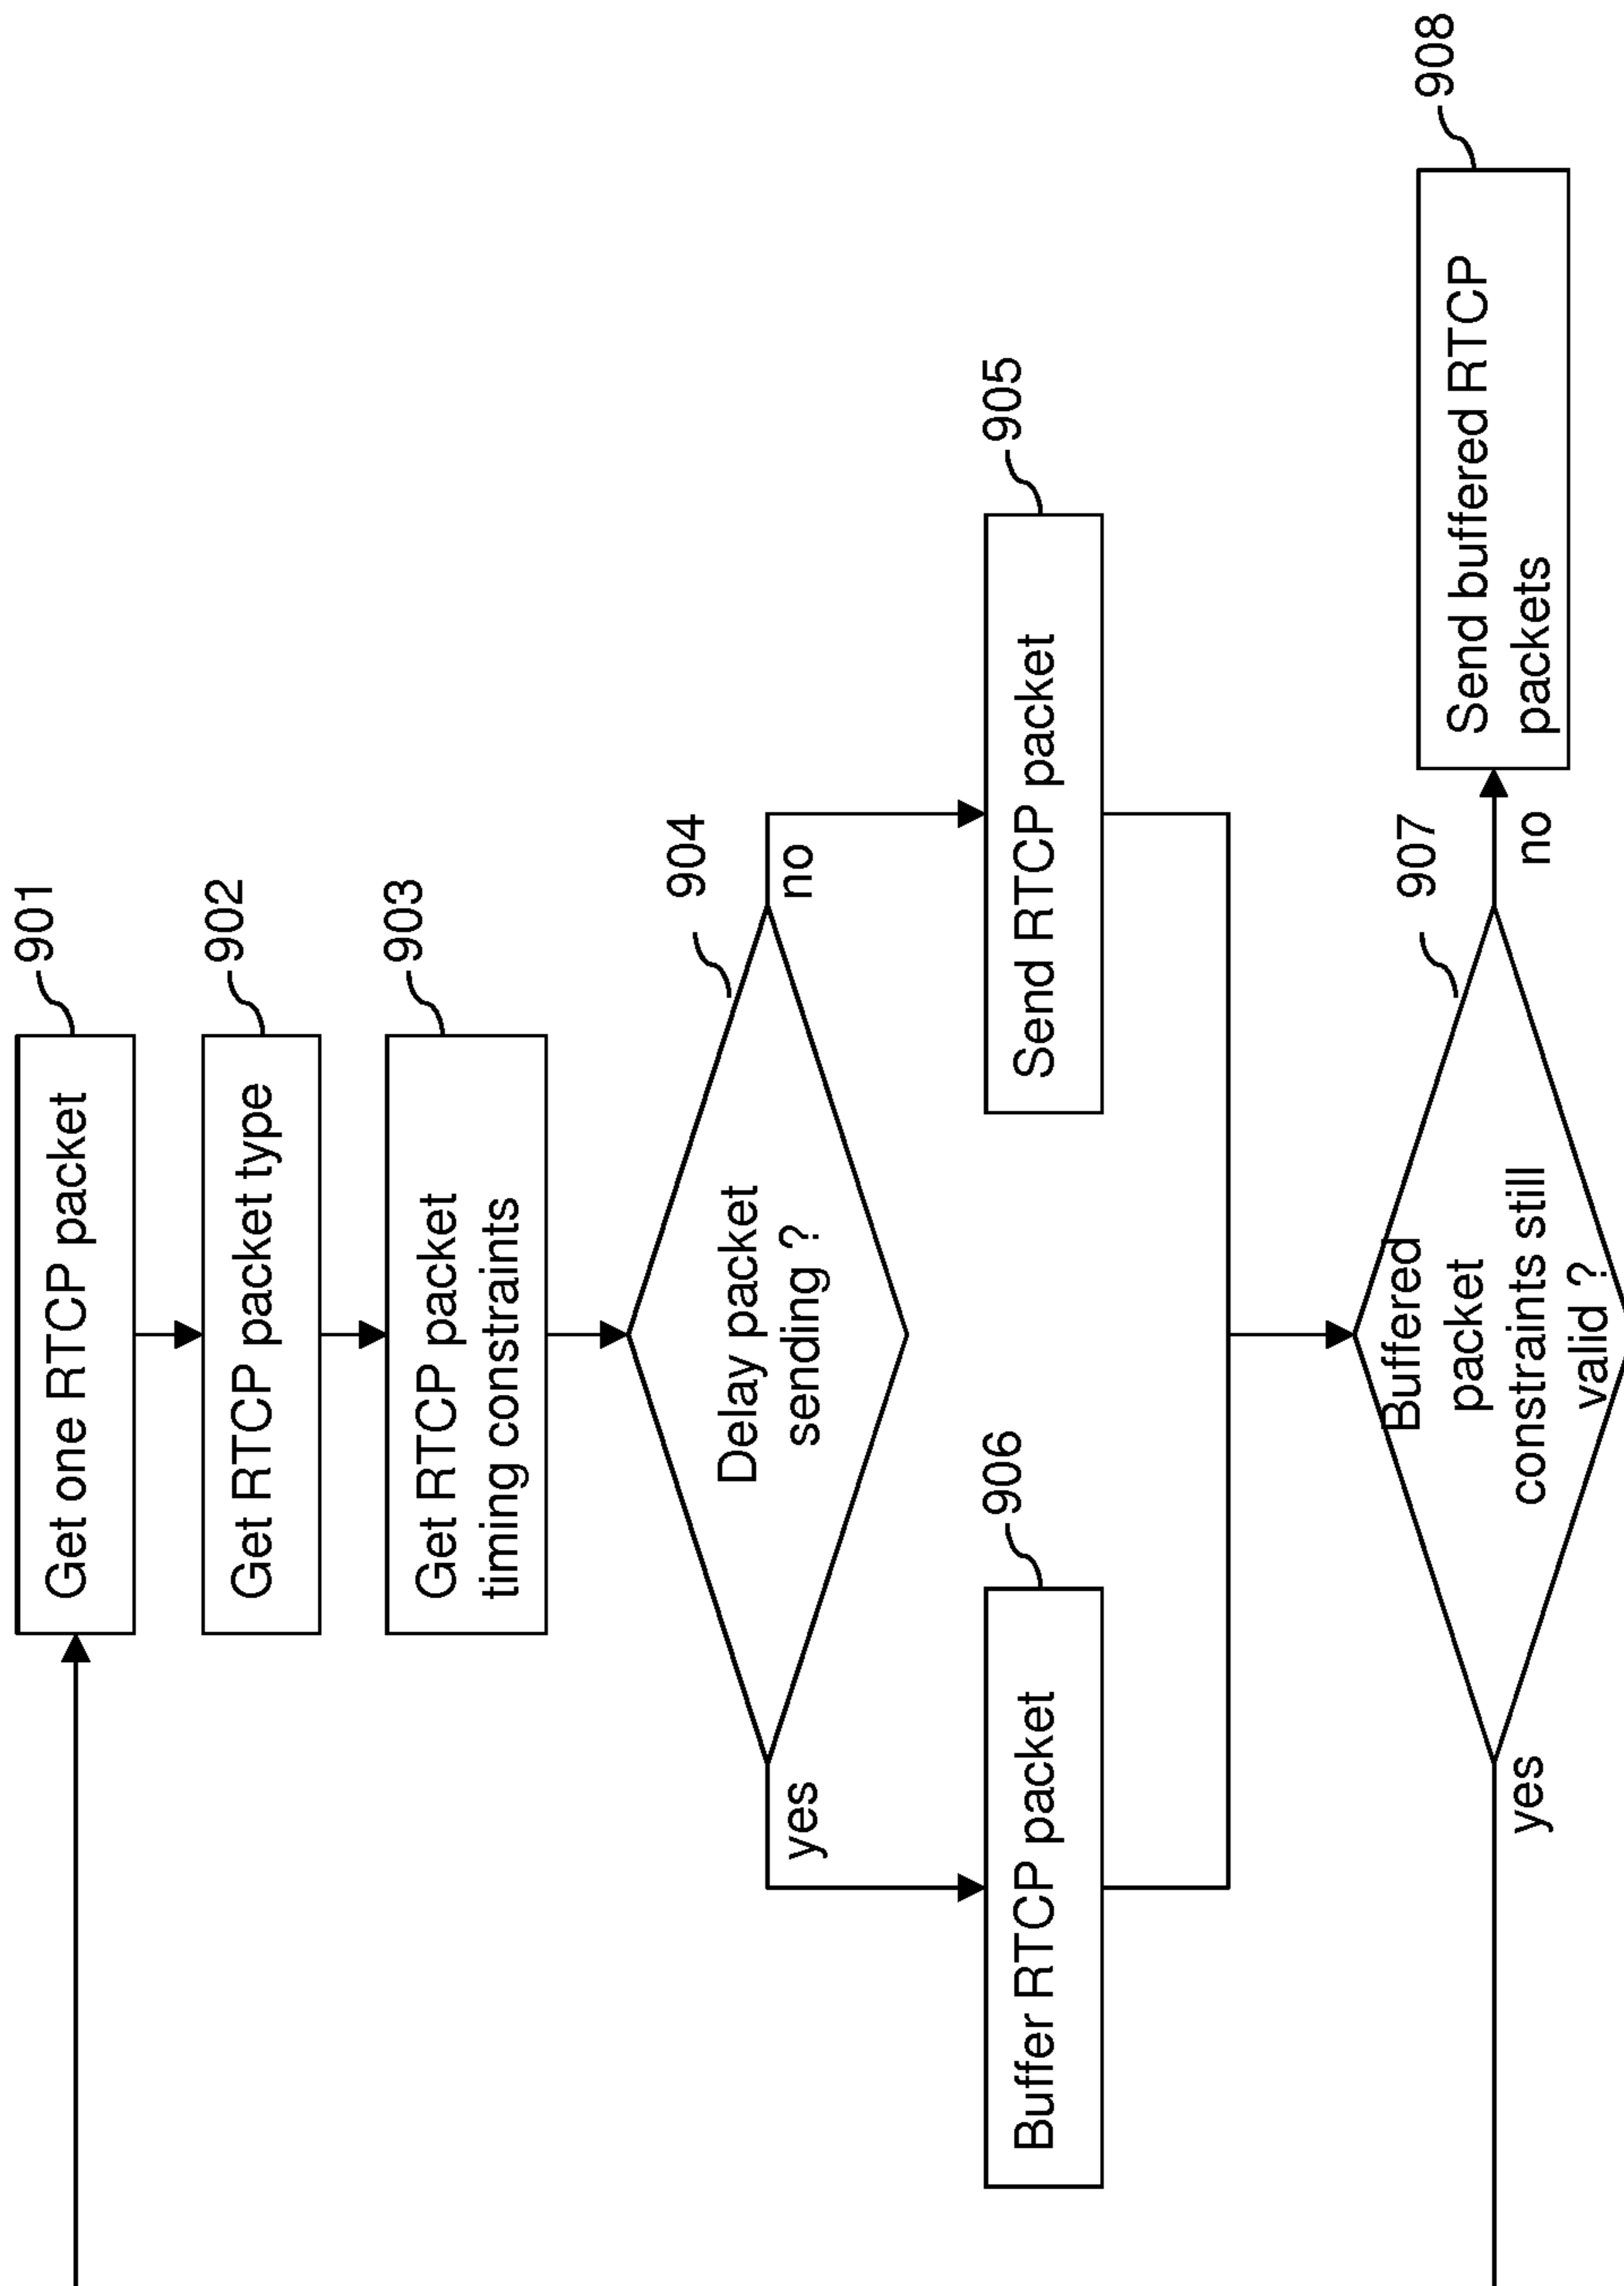 Get one RTCP packet
901
Get RTCP packet type
902
Get RTCP packet
timing constraints
903
Delay packet
sending ?
904
yes
no
Buffer RTCP packet
906
Send RTCP packet
905
Buffered
packet
constraints still
valid ?
907
yes
no
Send buffered RTCP
packets
908